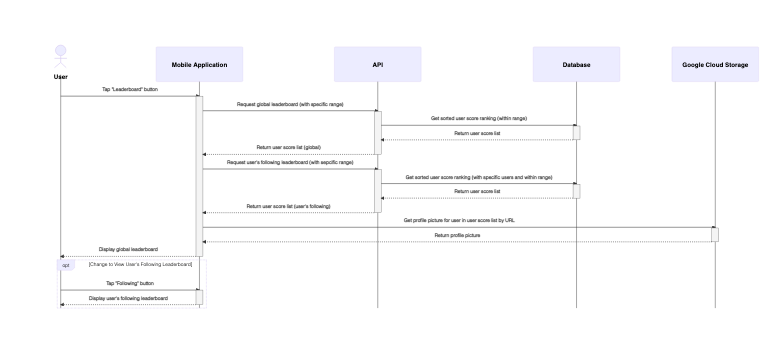 User
Mobile Application
API
Database
Google Cloud Storage
Tap "Leaderboard" button
Request global leaderboard (with specific range)
Get sorted user score ranking (within range)
Return user score list
Return user score list (global)
Request user's following leaderboard (with sepcific range)
Get sorted user score ranking (with specific users and within range)
Return user score list
Return user score list (user's following)
Get profile picture for user in user score list by URL
Return profile picture
Display global leaderboard
opt
[Change to View User's Following Leaderboard]
Tap "Following" button
Display user's following leaderboard